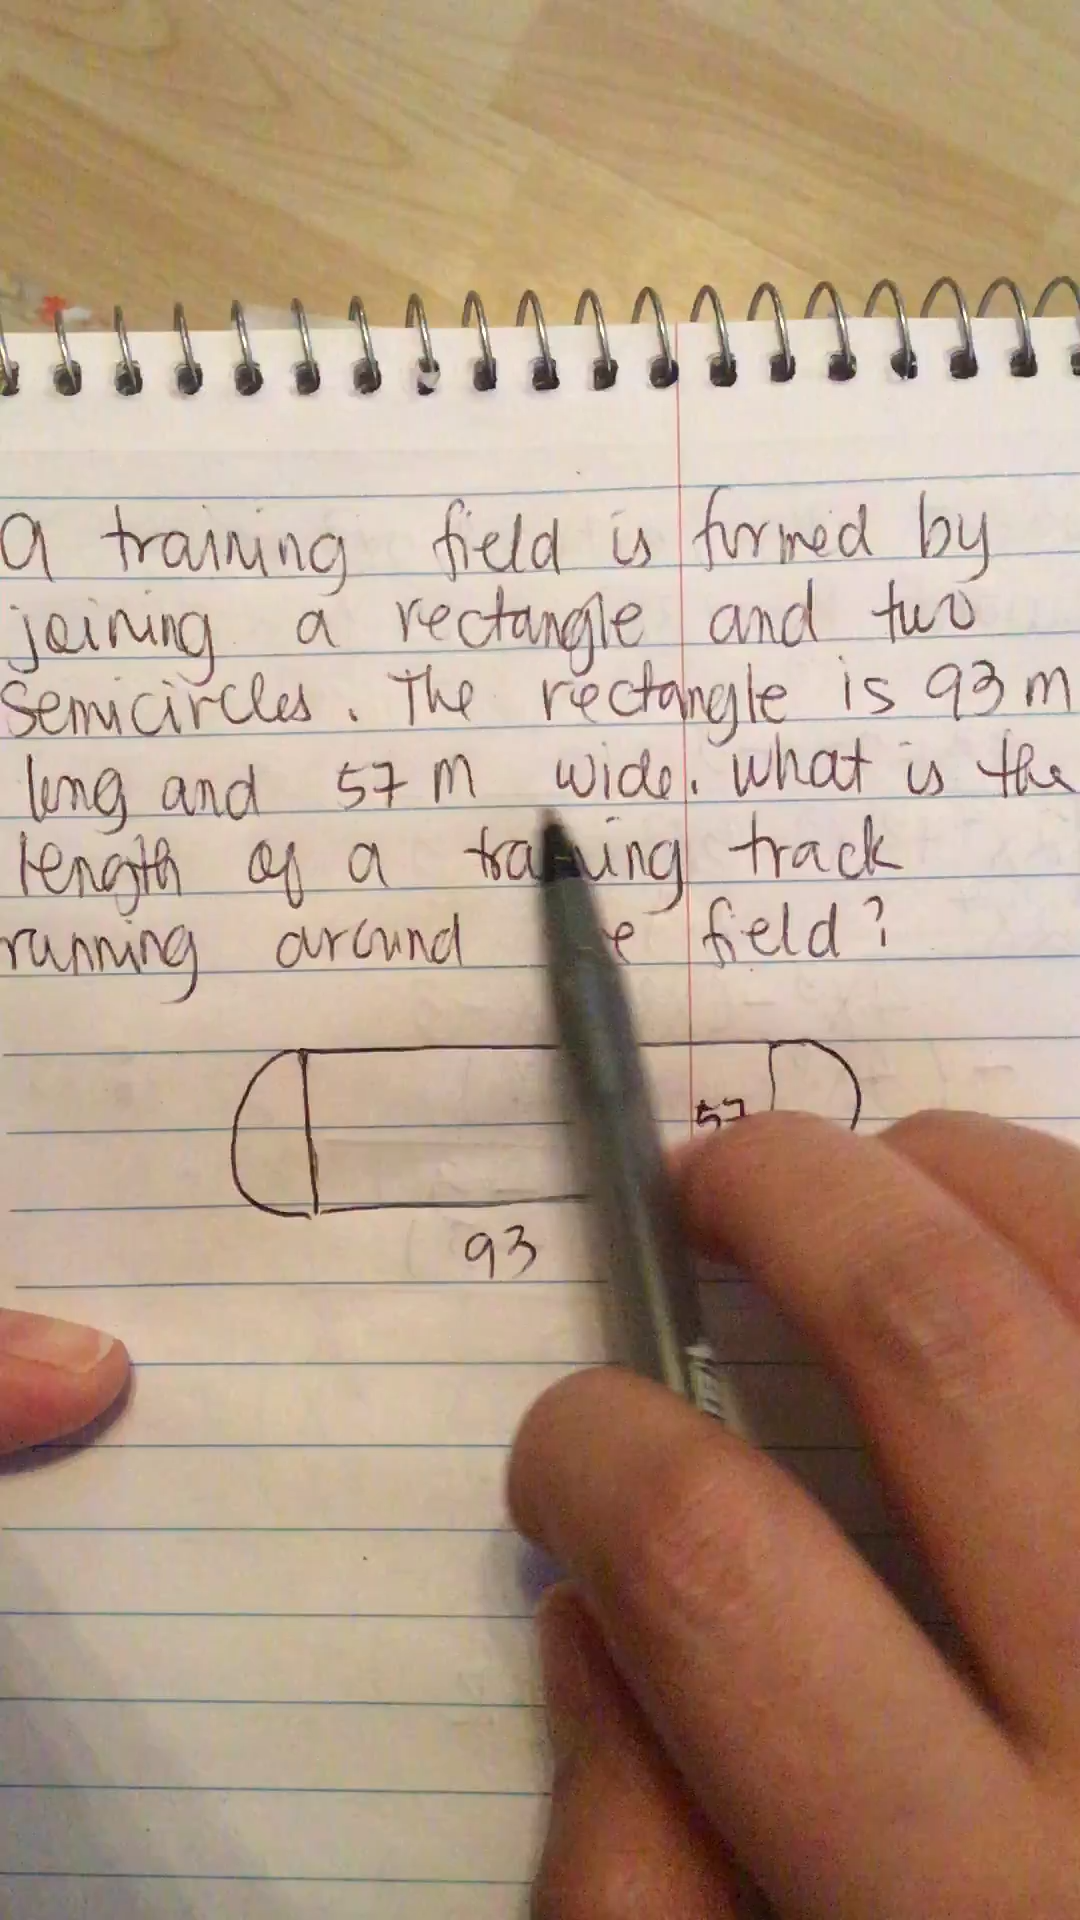 A training field is formed by
joining a rectangle and two
semicircles. The rectangle is 93 m
long and 57 m wide. what is the
length of a training track
running around field?
57
93